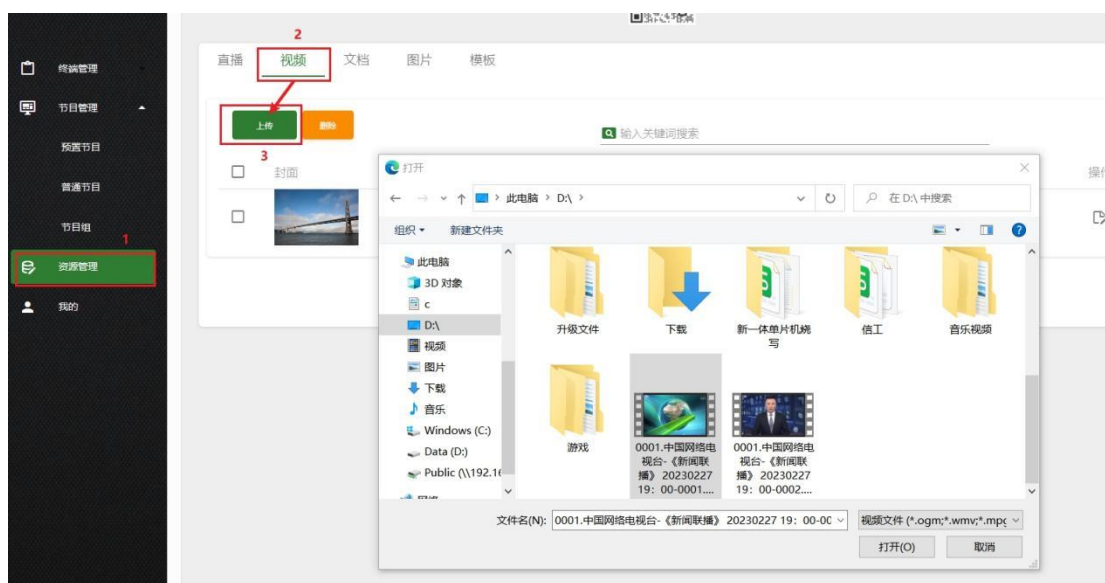 2
直播 视频 文档 图片 模板
终端管理
节目管理
上传 删除
输入关键词搜索
预置节目
3
封面
打开
操作
此电脑 > D:\ >
在 D:\ 中搜索
普通节目
组织 新建文件夹
节目组
1
资源管理
我的
此电脑
3D 对象
c
D:\
视频
图片
下载
音乐
Windows (C:)
Data (D:)
Public (\\192.16
升级文件
下载
新一体单片机烧
写
信工
音乐视频
游戏
0001.中国网络电
视台-《新闻联
播》 20230227
19：00-0001....
0001.中国网络电
视台-《新闻联
播》 20230227
19：00-0002....
文件名(N): 0001.中国网络电视台-《新闻联播》 20230227 19：00-00
视频文件 (*.ogm;*.wmv;*.mpg
打开(O) 取消